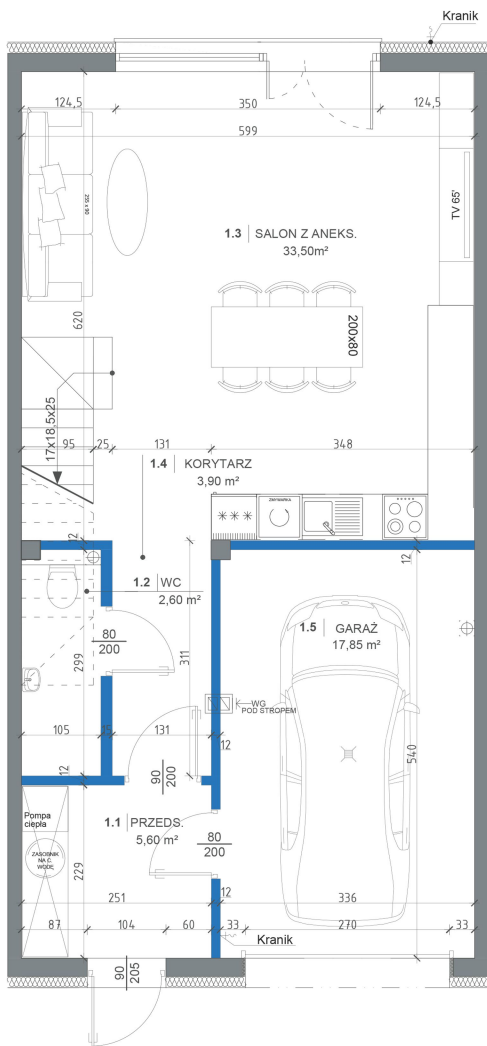 Kranik
124,5
350
124,5
599
255 x 90
TV 65'
1.3 | SALON Z ANEKS.
33,50m²
620
200x80
17x18,5x25
95
25
131
348
1.4 | KORYTARZ
3,90 m²
ZMYWARKA
12
12
1.2 | WC
2,60 m²
80
200
311
299
1.5 | GARAŻ
17,85 m²
WG
POD STROPEM
105
131
12
540
12
90
200
1.1 | PRZEDS.
5,60 m²
80
200
Pompa
ciepła
ZASOBNIK
NA C.
WODĘ
229
251
12
336
87
104
60
33
270
33
Kranik
90
205